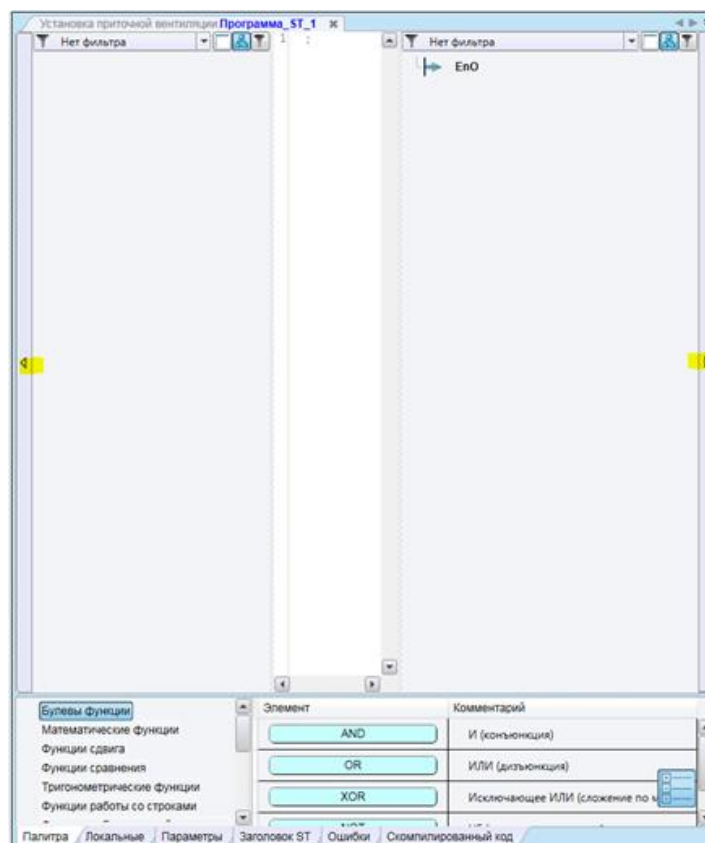 Установка приточной вентиляции.Программа_ST_1
Нет фильтра
1 ;
Нет фильтра
EnO
Булевы функции
Математические функции
Функции сдвига
Функции сравнения
Тригонометрические функции
Функции работы со строками
Элемент Комментарий
AND И (конъюнкция)
OR ИЛИ (дизъюнкция)
XOR Исключающее ИЛИ (сложение по
NOT
Палитра Локальные Параметры Заголовок ST Ошибки Скомпилированный код